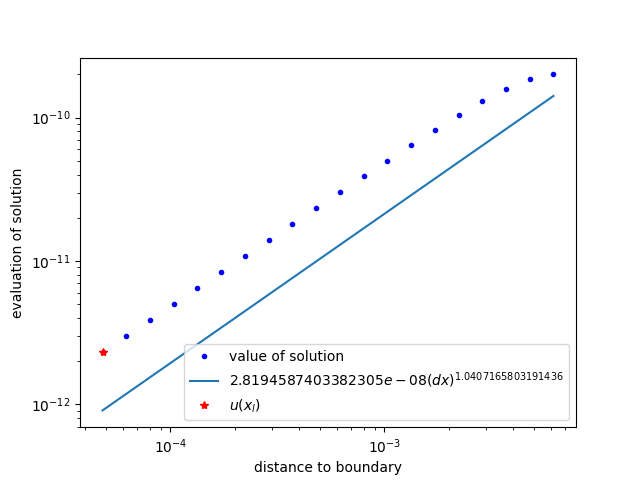 10⁻¹⁰
10⁻¹¹
10⁻¹²
evaluation of solution
value of solution
2.8194587403382305e − 08(dx)^1.0407165803191436
u(x_l)
10⁻⁴ 10⁻³
distance to boundary